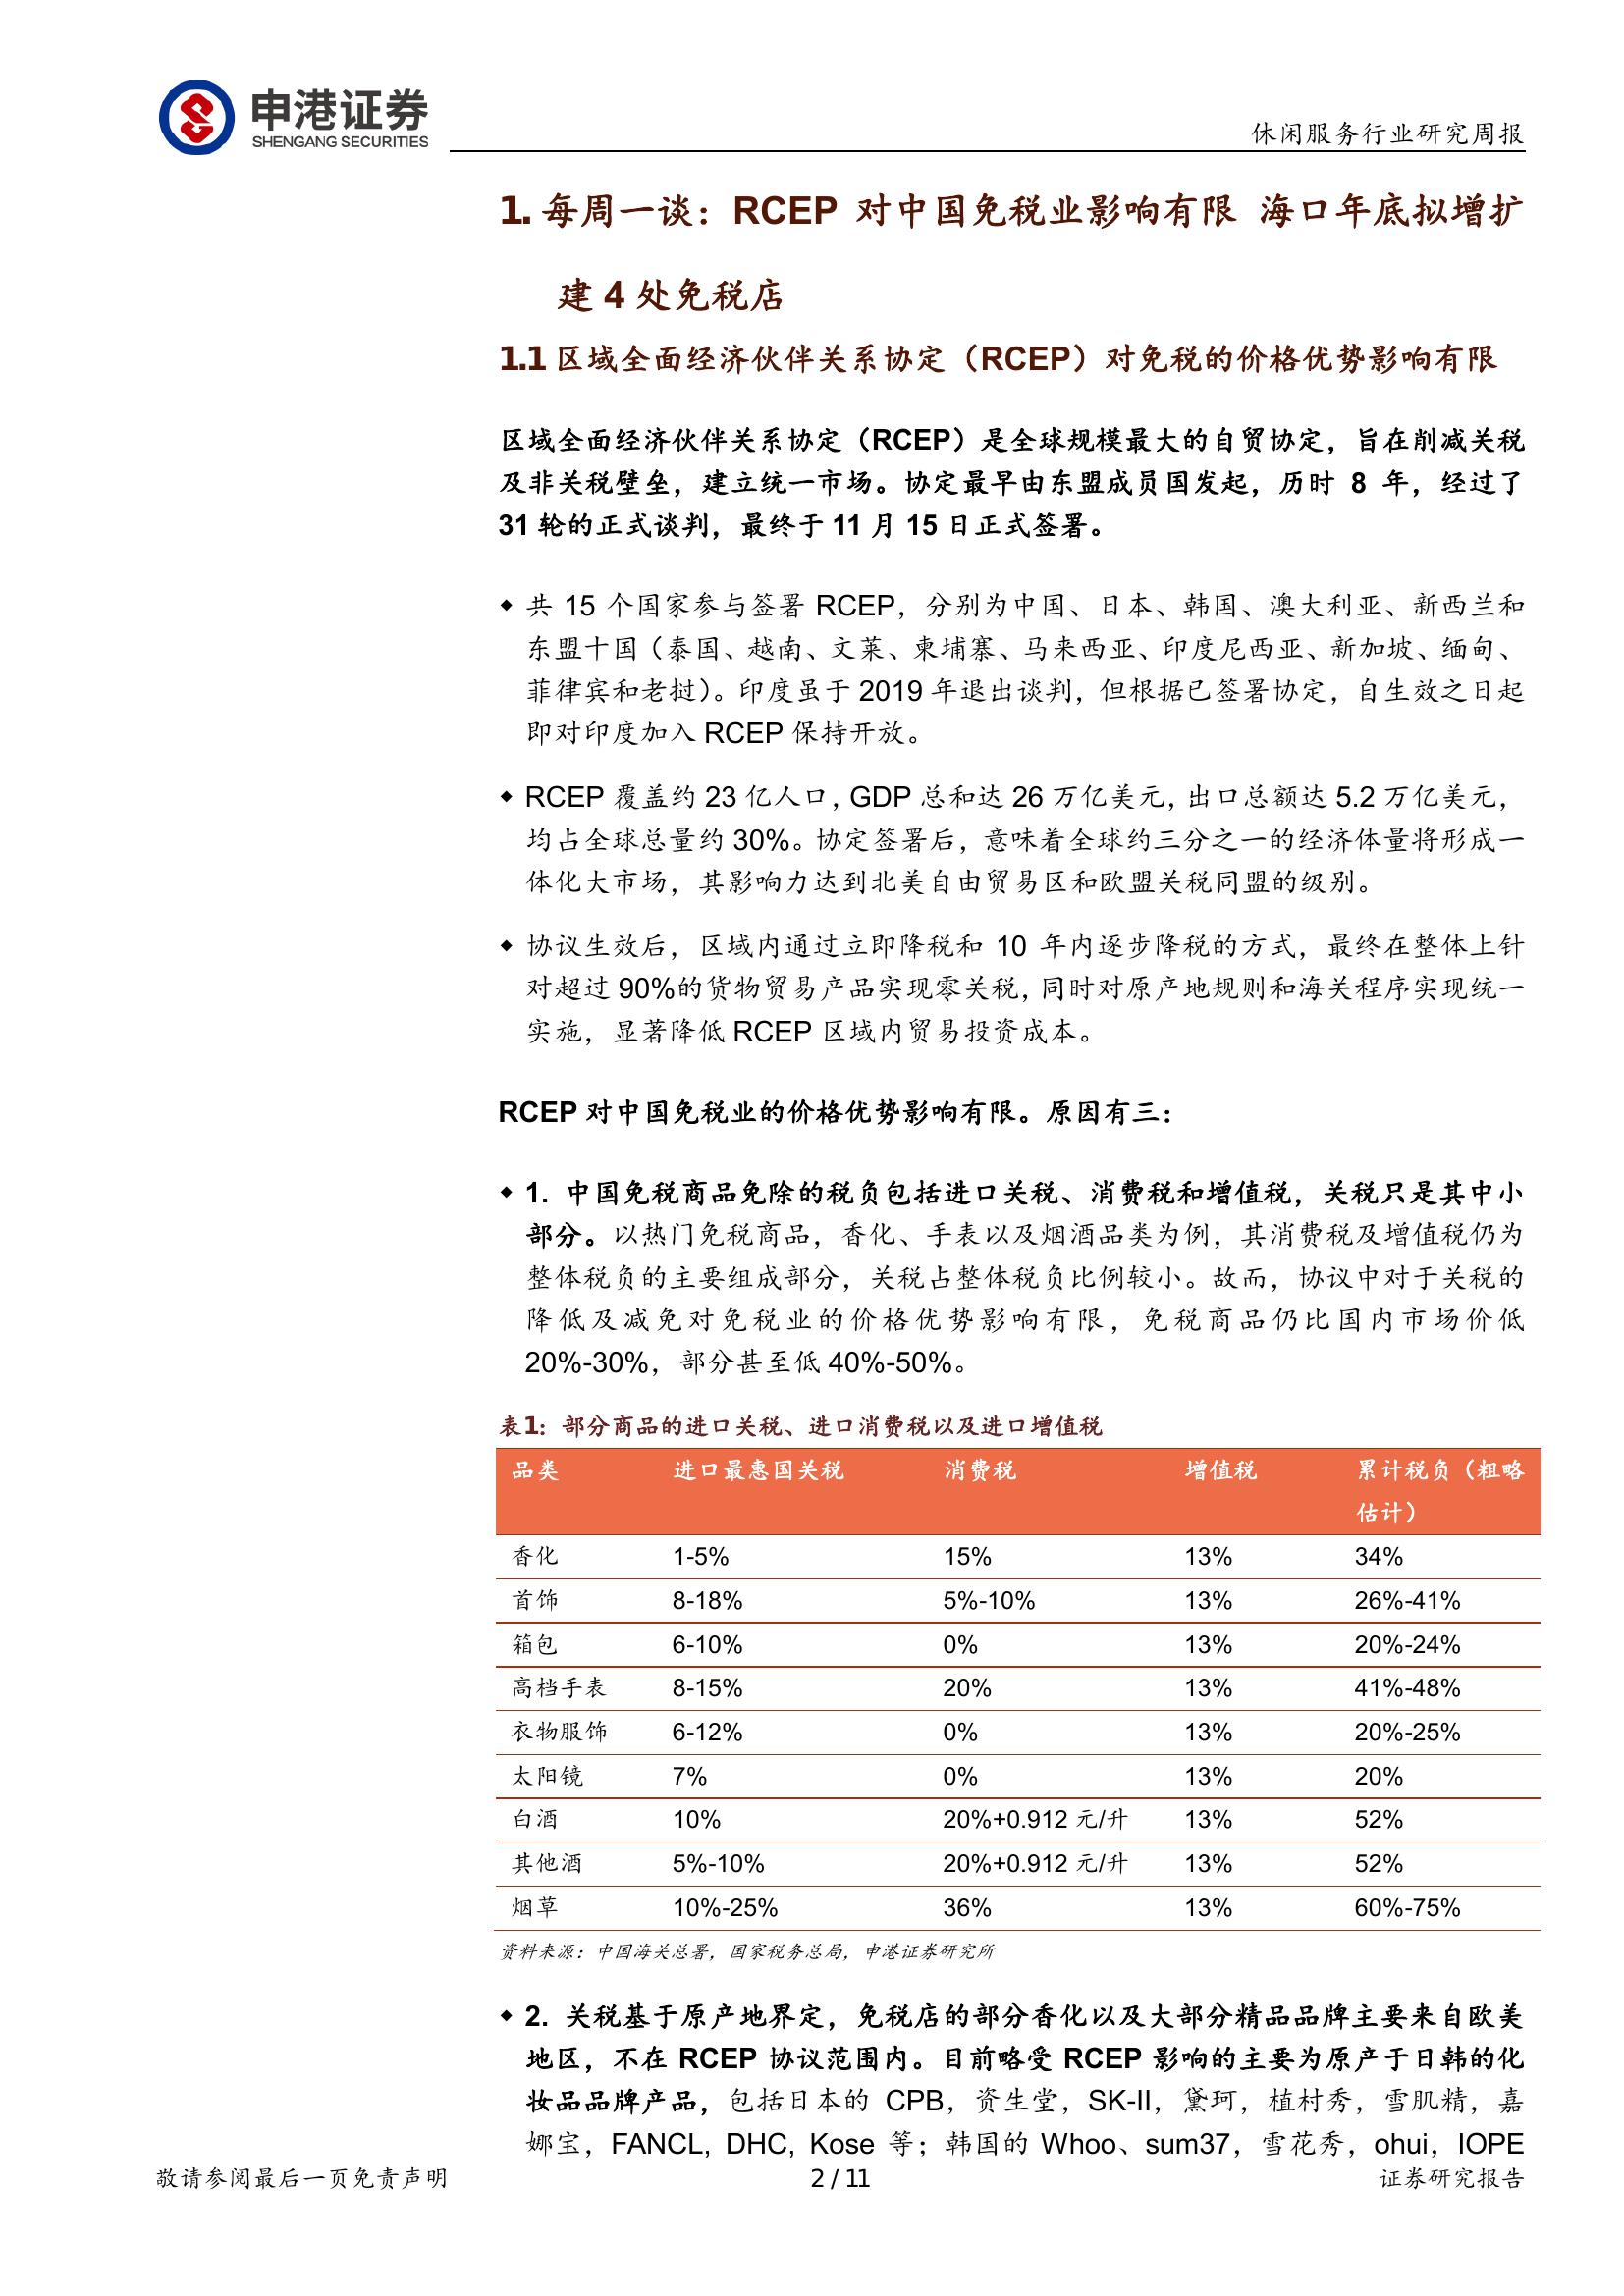 申港证券
SHENGANG SECURITIES
休闲服务行业研究周报
1. 每周一谈：RCEP 对中国免税业影响有限 海口年底拟增扩
建 4 处免税店
1.1 区域全面经济伙伴关系协定（RCEP）对免税的价格优势影响有限
区域全面经济伙伴关系协定（RCEP）是全球规模最大的自贸协定，旨在削减关税
及非关税壁垒，建立统一市场。协定最早由东盟成员国发起，历时 8 年，经过了
31 轮的正式谈判，最终于 11 月 15 日正式签署。
◆ 共 15 个国家参与签署 RCEP，分别为中国、日本、韩国、澳大利亚、新西兰和
东盟十国（泰国、越南、文莱、柬埔寨、马来西亚、印度尼西亚、新加坡、缅甸、
菲律宾和老挝）。印度虽于 2019 年退出谈判，但根据已签署协定，自生效之日起
即对印度加入 RCEP 保持开放。
◆ RCEP 覆盖约 23 亿人口，GDP 总和达 26 万亿美元，出口总额达 5.2 万亿美元，
均占全球总量约 30%。协定签署后，意味着全球约三分之一的经济体量将形成一
体化大市场，其影响力达到北美自由贸易区和欧盟关税同盟的级别。
◆ 协议生效后，区域内通过立即降税和 10 年内逐步降税的方式，最终在整体上针
对超过 90%的货物贸易产品实现零关税，同时对原产地规则和海关程序实现统一
实施，显著降低 RCEP 区域内贸易投资成本。
RCEP 对中国免税业的价格优势影响有限。原因有三：
◆ 1. 中国免税商品免除的税负包括进口关税、消费税和增值税，关税只是其中小
部分。以热门免税商品，香化、手表以及烟酒品类为例，其消费税及增值税仍为
整体税负的主要组成部分，关税占整体税负比例较小。故而，协议中对于关税的
降低及减免对免税业的价格优势影响有限，免税商品仍比国内市场价低
20%-30%，部分甚至低 40%-50%。
表1：部分商品的进口关税、进口消费税以及进口增值税
品类 进口最惠国关税 消费税 增值税 累计税负（粗略
估计）
香化 1-5% 15% 13% 34%
首饰 8-18% 5%-10% 13% 26%-41%
箱包 6-10% 0% 13% 20%-24%
高档手表 8-15% 20% 13% 41%-48%
衣物服饰 6-12% 0% 13% 20%-25%
太阳镜 7% 0% 13% 20%
白酒 10% 20%+0.912 元/升 13% 52%
其他酒 5%-10% 20%+0.912 元/升 13% 52%
烟草 10%-25% 36% 13% 60%-75%
资料来源：中国海关总署，国家税务总局，申港证券研究所
◆ 2. 关税基于原产地界定，免税店的部分香化以及大部分精品品牌主要来自欧美
地区，不在 RCEP 协议范围内。目前略受 RCEP 影响的主要为原产于日韩的化
妆品品牌产品，包括日本的 CPB，资生堂，SK-II，黛珂，植村秀，雪肌精，嘉
娜宝，FANCL, DHC, Kose 等；韩国的 Whoo、sum37，雪花秀，ohui，IOPE
敬请参阅最后一页免责声明 2 / 11 证券研究报告